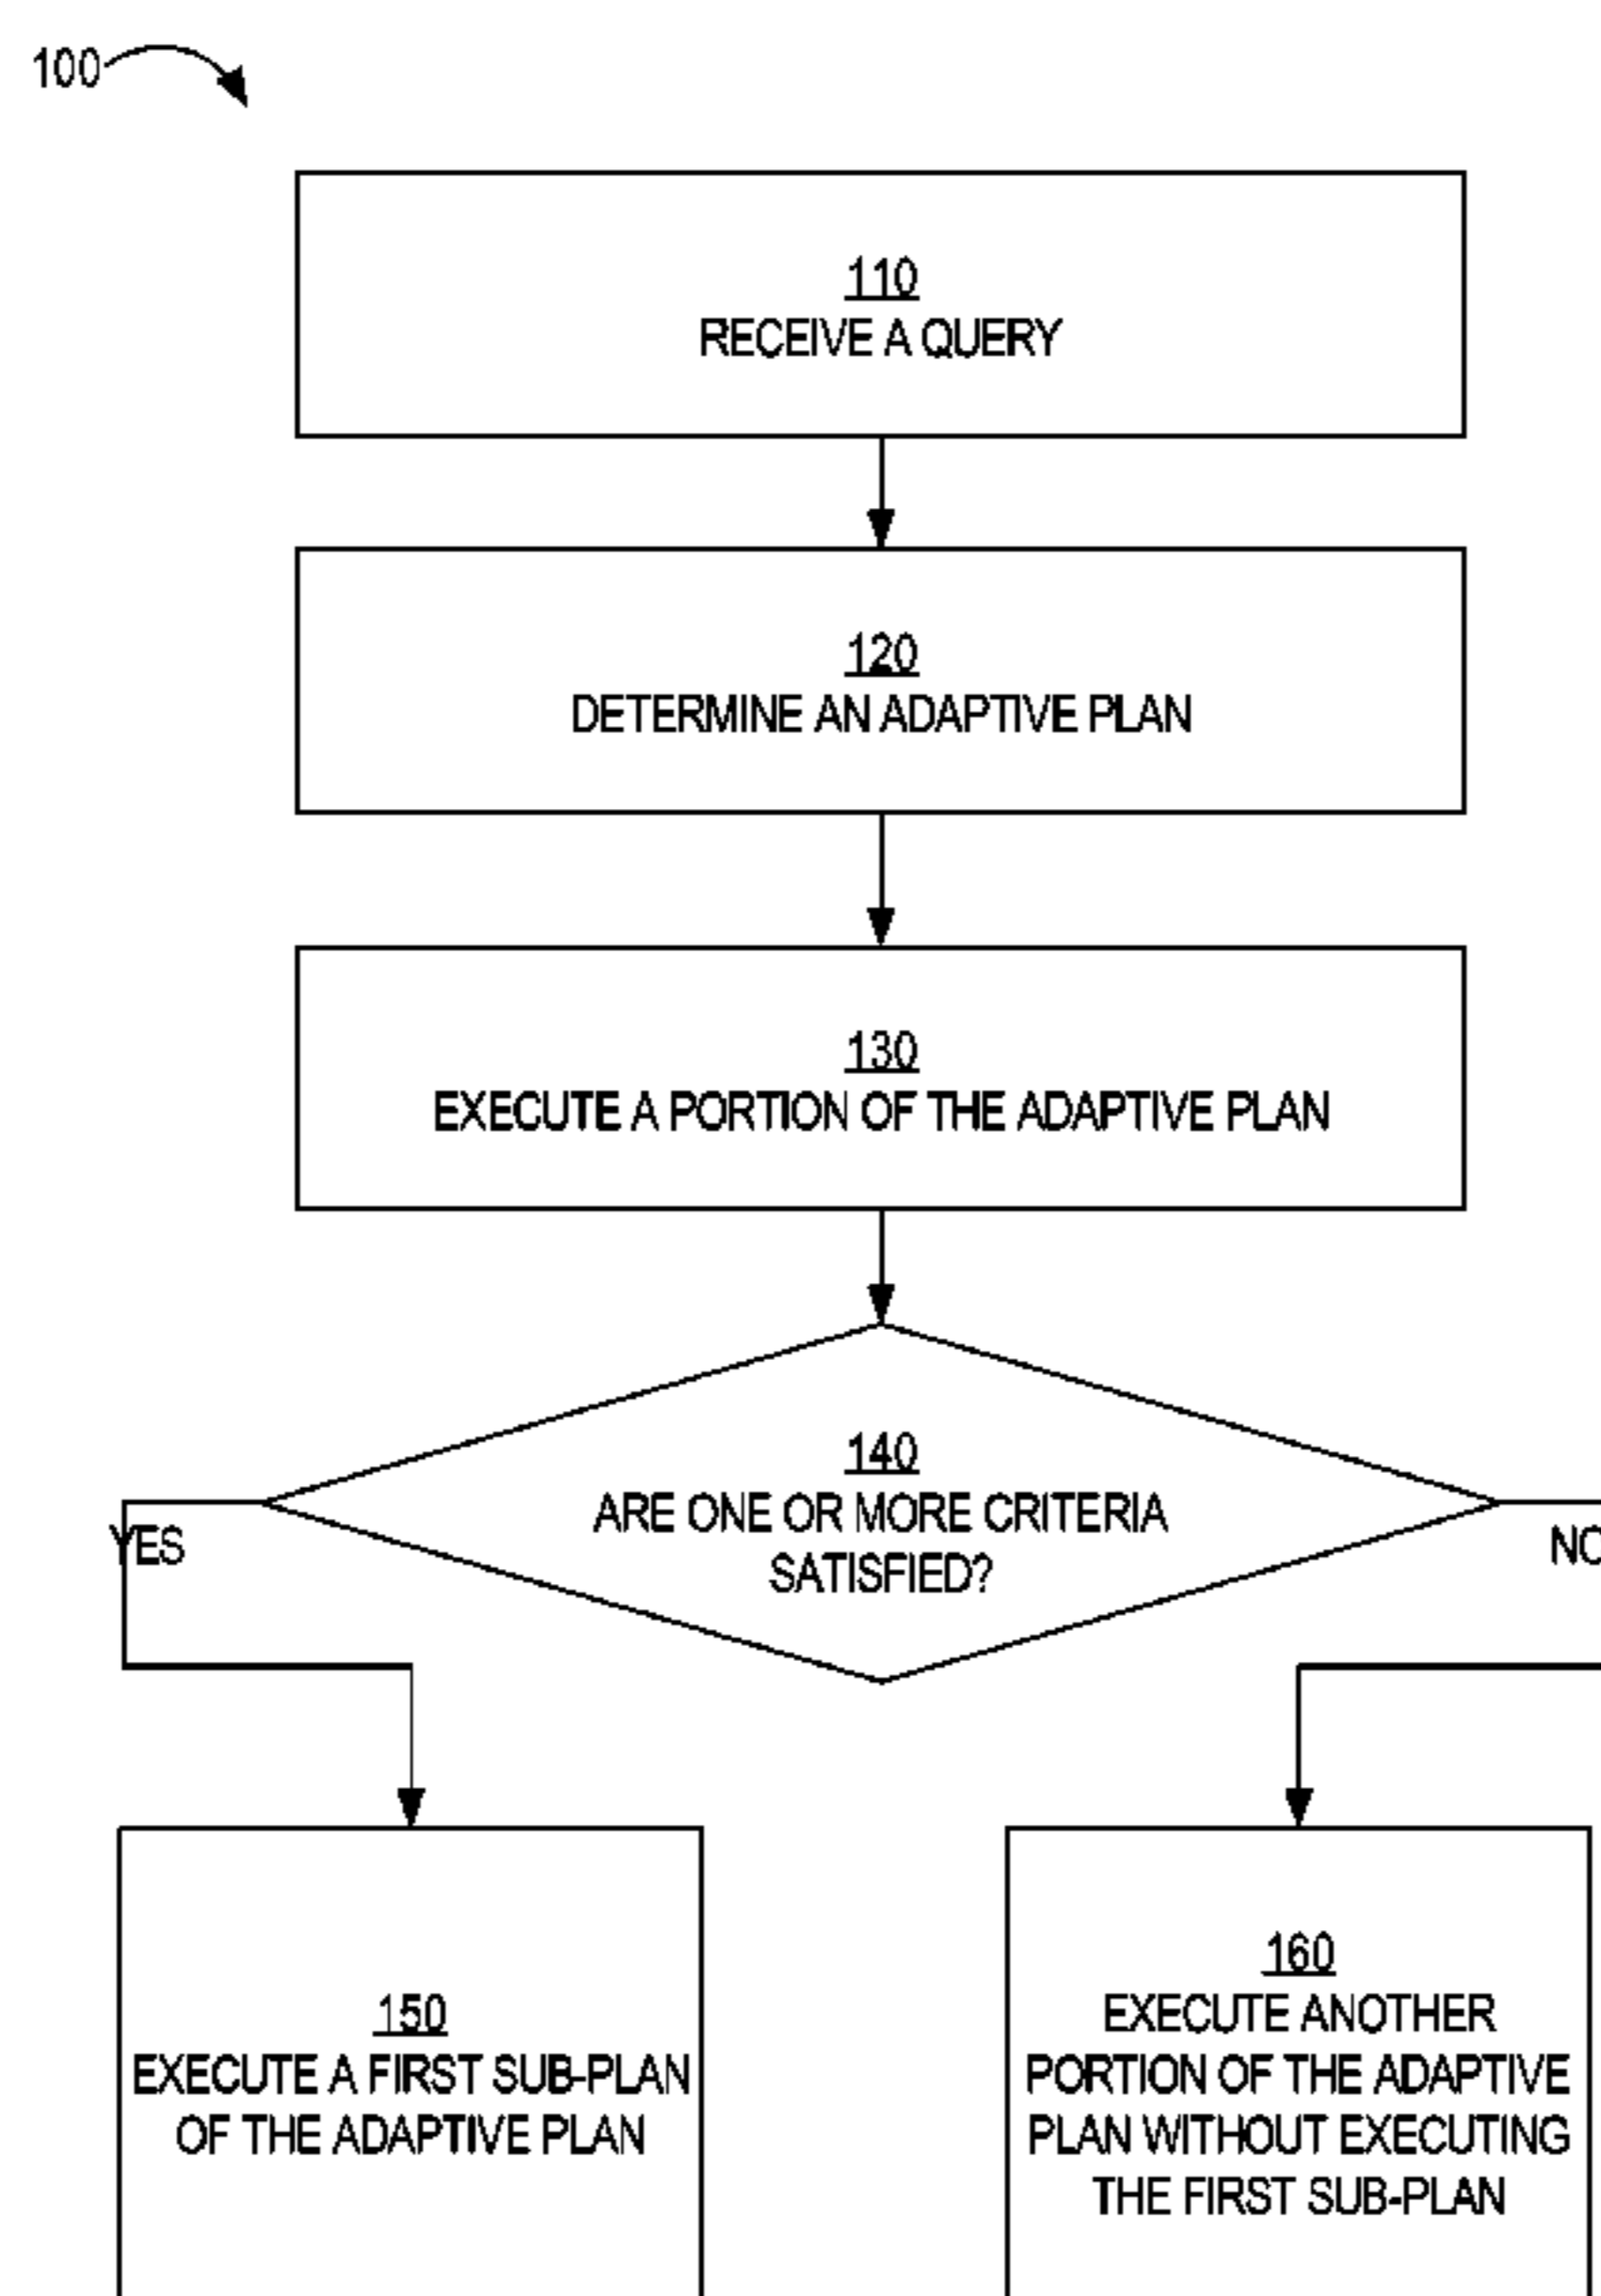 100
110
RECEIVE A QUERY
120
DETERMINE AN ADAPTIVE PLAN
130
EXECUTE A PORTION OF THE ADAPTIVE PLAN
140
ARE ONE OR MORE CRITERIA
SATISFIED?
YES
NO
150
EXECUTE A FIRST SUB-PLAN
OF THE ADAPTIVE PLAN
160
EXECUTE ANOTHER
PORTION OF THE ADAPTIVE
PLAN WITHOUT EXECUTING
THE FIRST SUB-PLAN